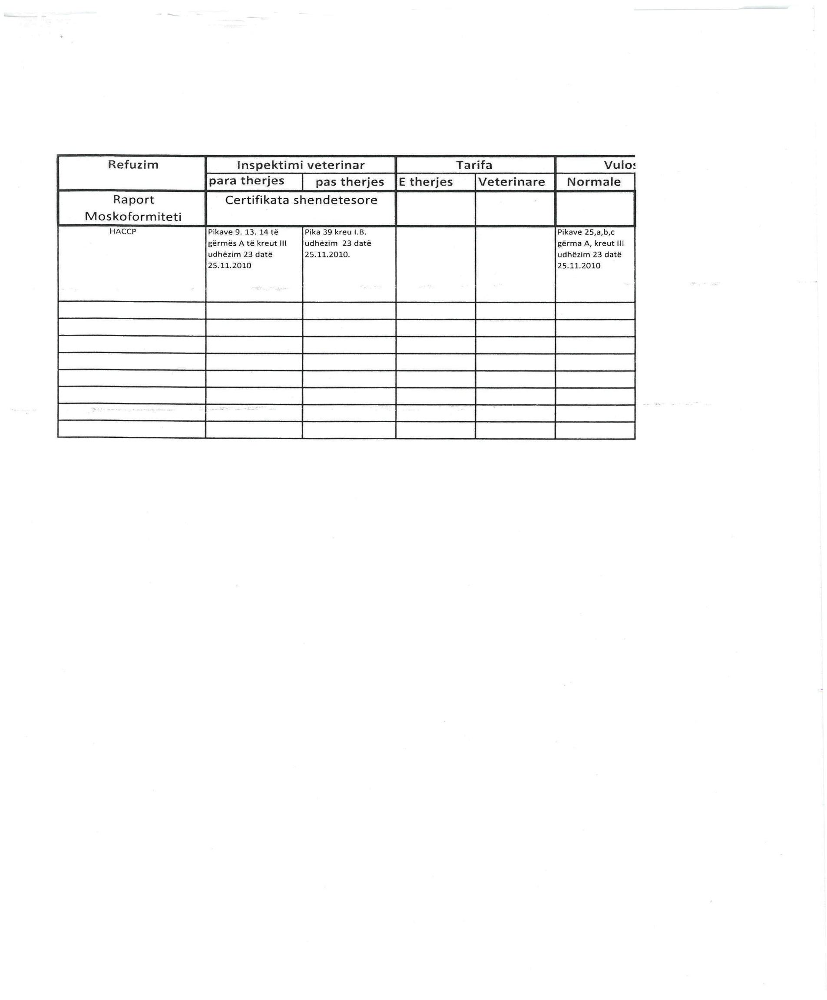 Refuzim
Inspektimi veterinar
Tarifa
para therjes
pas therjes
E therjes
Veterinare
Normale
Raport
Moskoformiteti
Certifikata shendetesore
HACCP
Pikave 9. 13. 14 të
gërmës A të kreut III
udhëzim 23 datë
25.11.2010
Pika 39 kreu I.B.
udhëzim 23 datë
25.11.2010.
Pikave 25,a,b,c
gërma A, kreut III
udhëzim 23 datë
25.11.2010